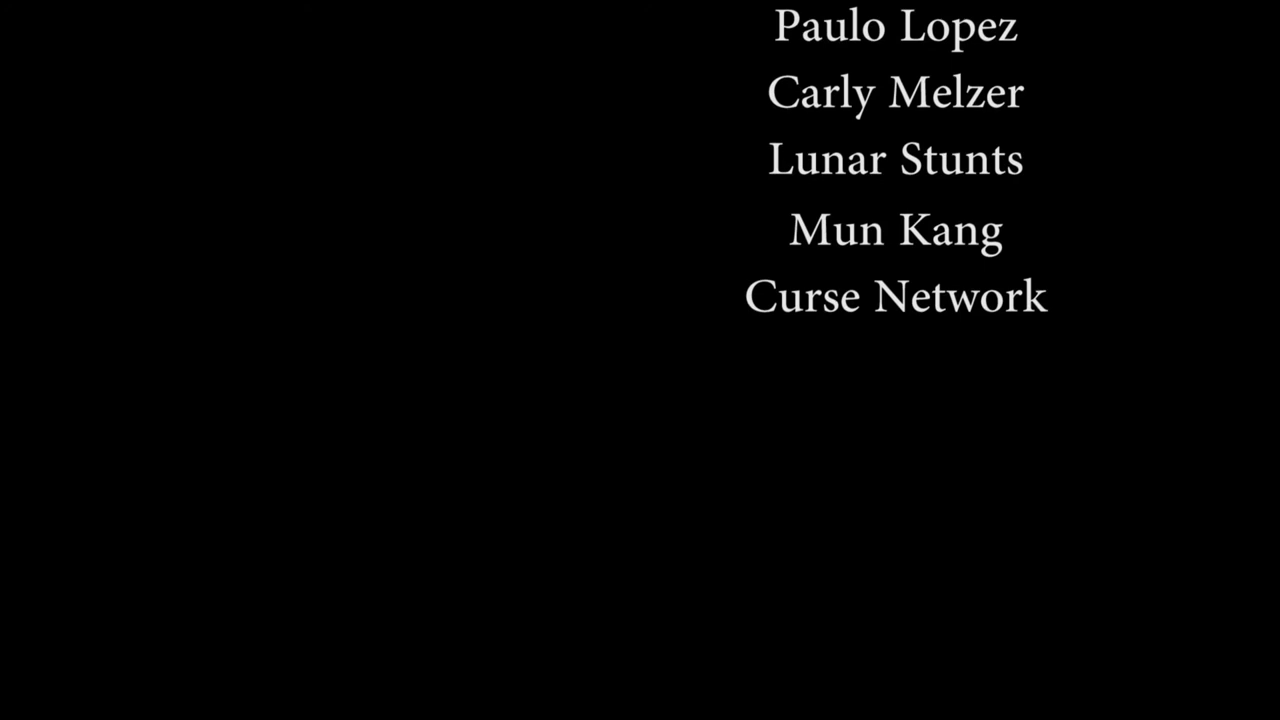 Paulo Lopez
Carly Melzer
Lunar Stunts
Mun Kang
Curse Network